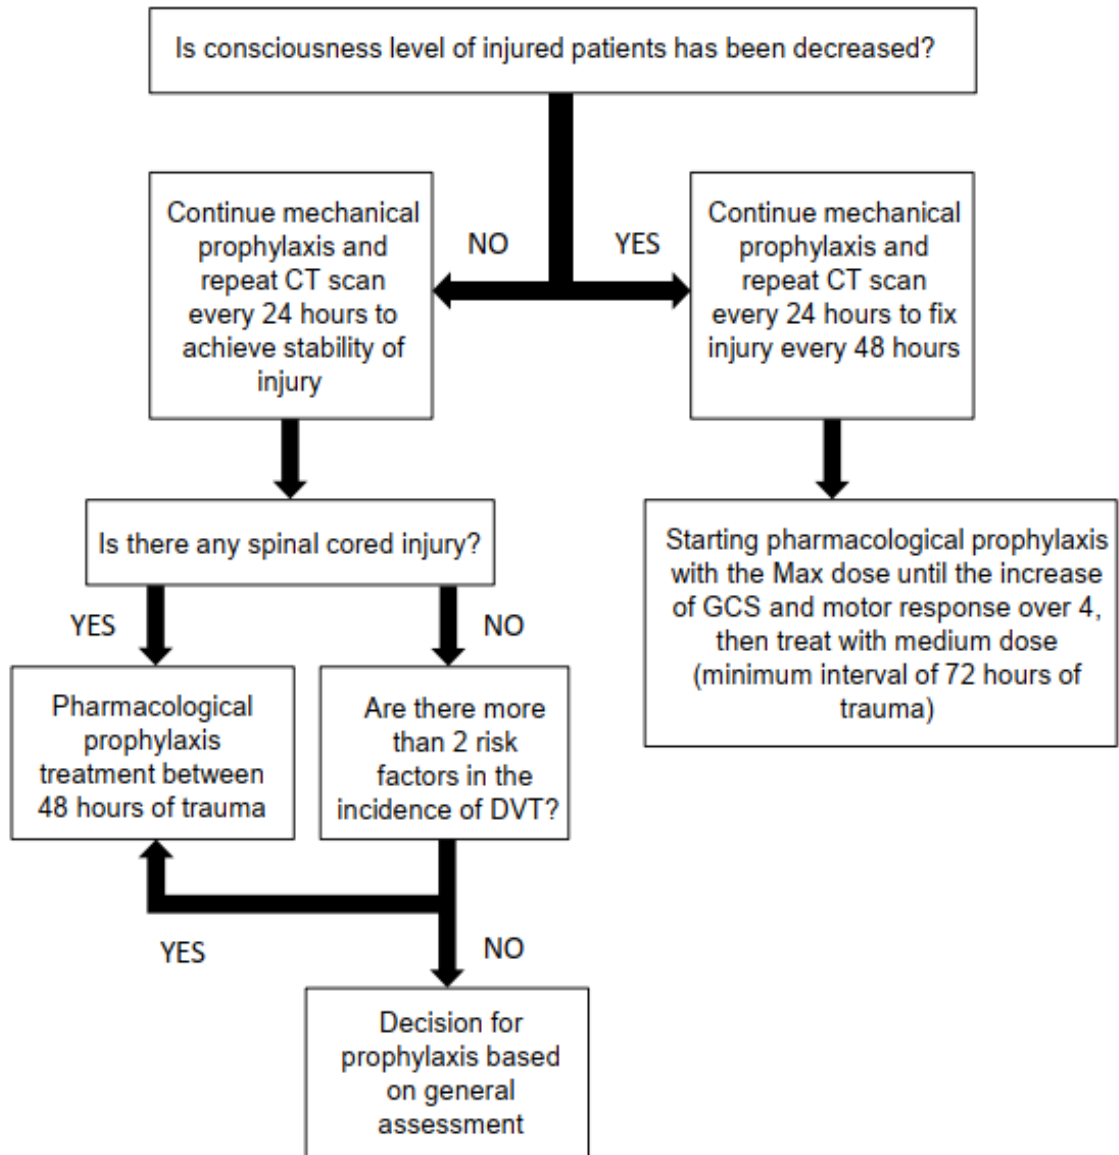 Is consciousness level of injured patients has been decreased?
Continue mechanical
prophylaxis and
repeat CT scan
every 24 hours to
achieve stability of
injury
NO
YES
Continue mechanical
prophylaxis and
repeat CT scan
every 24 hours to fix
injury every 48 hours
Is there any spinal cored injury?
Starting pharmacological prophylaxis
with the Max dose until the increase
of GCS and motor response over 4,
then treat with medium dose
(minimum interval of 72 hours of
trauma)
YES
NO
Pharmacological
prophylaxis
treatment between
48 hours of trauma
Are there more
than 2 risk
factors in the
incidence of DVT?
YES
NO
Decision for
prophylaxis based
on general
assessment